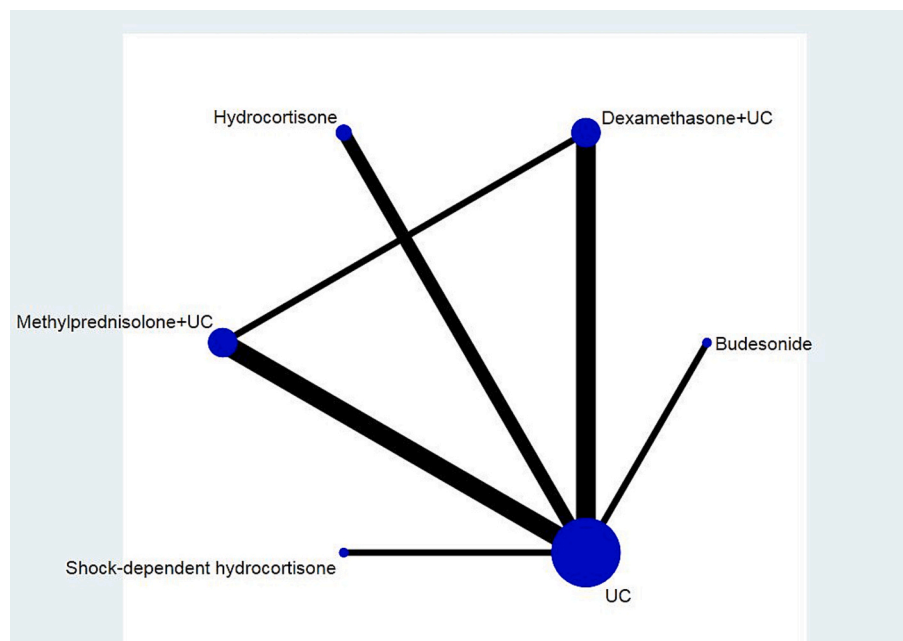 Hydrocortisone
Dexamethasone+UC
Methylprednisolone+UC
Budesonide
Shock-dependent hydrocortisone
UC